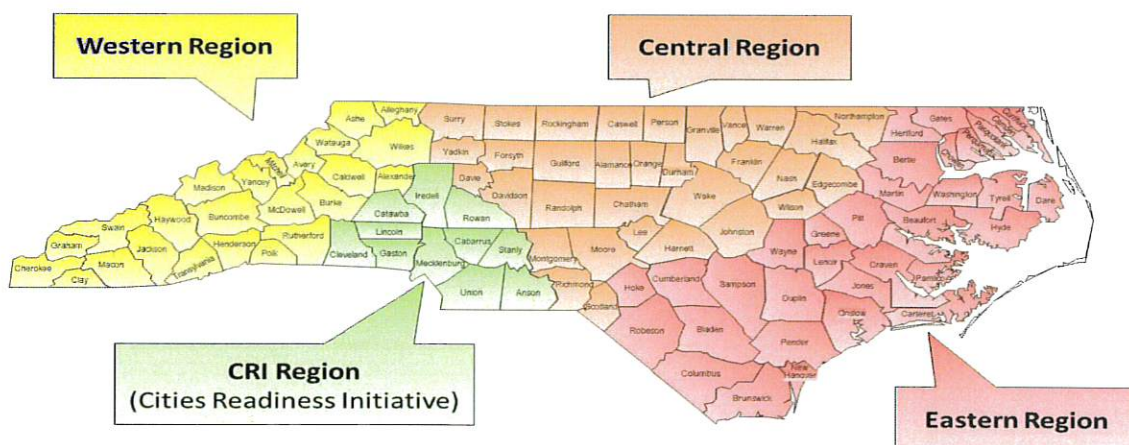 Western Region
Central Region
Ashe
Alleghany
Surry
Stokes
Rockingham
Caswell
Person
Granville
Vance
Warren
Northampton
Hertford
Gates
Camden
Watauga
Wilkes
Yadkin
Forsyth
Guilford
Alamance
Orange
Durham
Franklin
Halifax
Bertie
Mitchell
Avery
Caldwell
Alexander
Iredell
Dave
Davidson
Randolph
Chatham
Wake
Nash
Edgecombe
Martin
Washington
Tyrell
Dare
Madison
Yancey
Burke
Catawba
Rowan
Wilson
Pitt
Beaufort
Hyde
Swain
Haywood
Buncombe
McDowell
Rutherford
Lincoln
Cabarrus
Stanly
Lee
Harnett
Johnston
Wayne
Greene
Lenoir
Craven
Graham
Jackson
Henderson
Polk
Cleveland
Gaston
Mecklenburg
Montgomery
Moore
Cherokee
Clay
Macon
Transylvania
Union
Anson
Richmond
Scotland
Hoke
Cumberland
Sampson
Duplin
Jones
Onslow
Carteret
Robeson
Bladen
Pender
Columbus
New
Hanover
Brunswick
CRI Region
(Cities Readiness Initiative)
Eastern Region